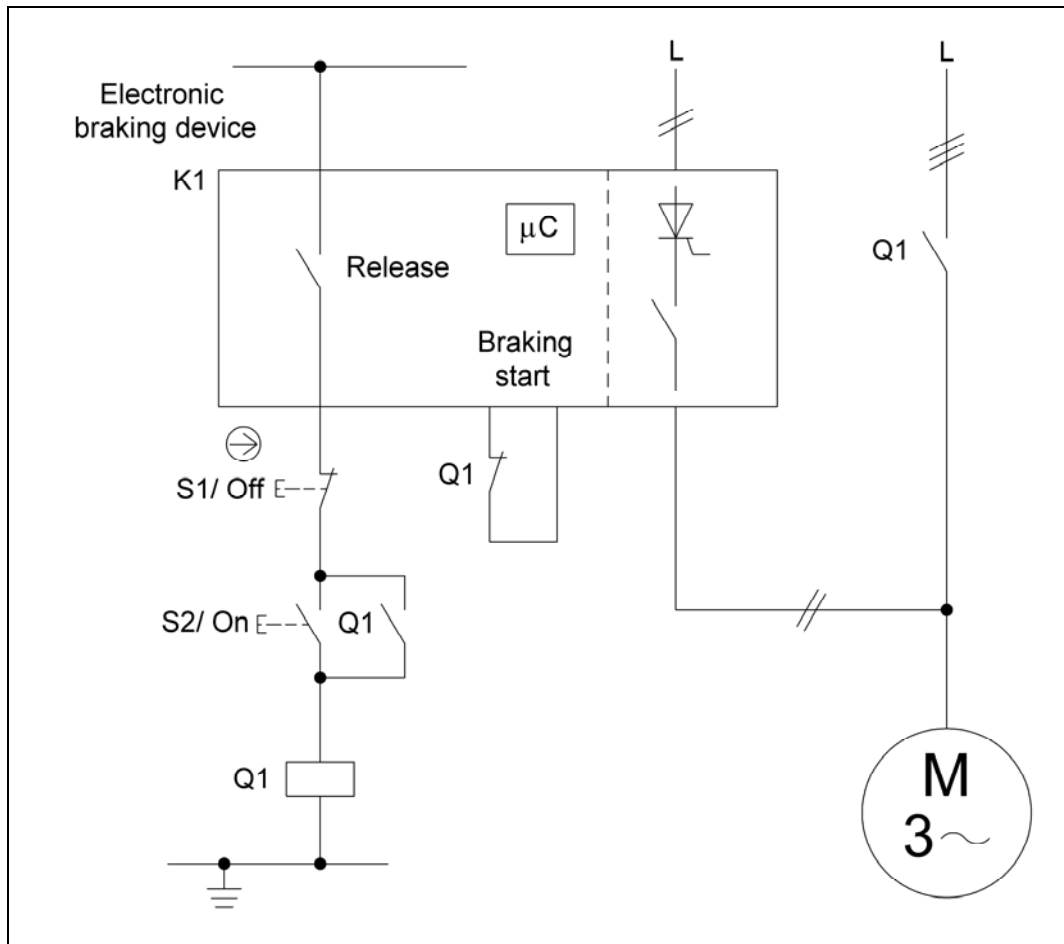 L
L
Electronic
braking device
K1
µC
Q1
Release
Braking
start
Q1
S1/ Off
S2/ On
Q1
Q1
M
3~